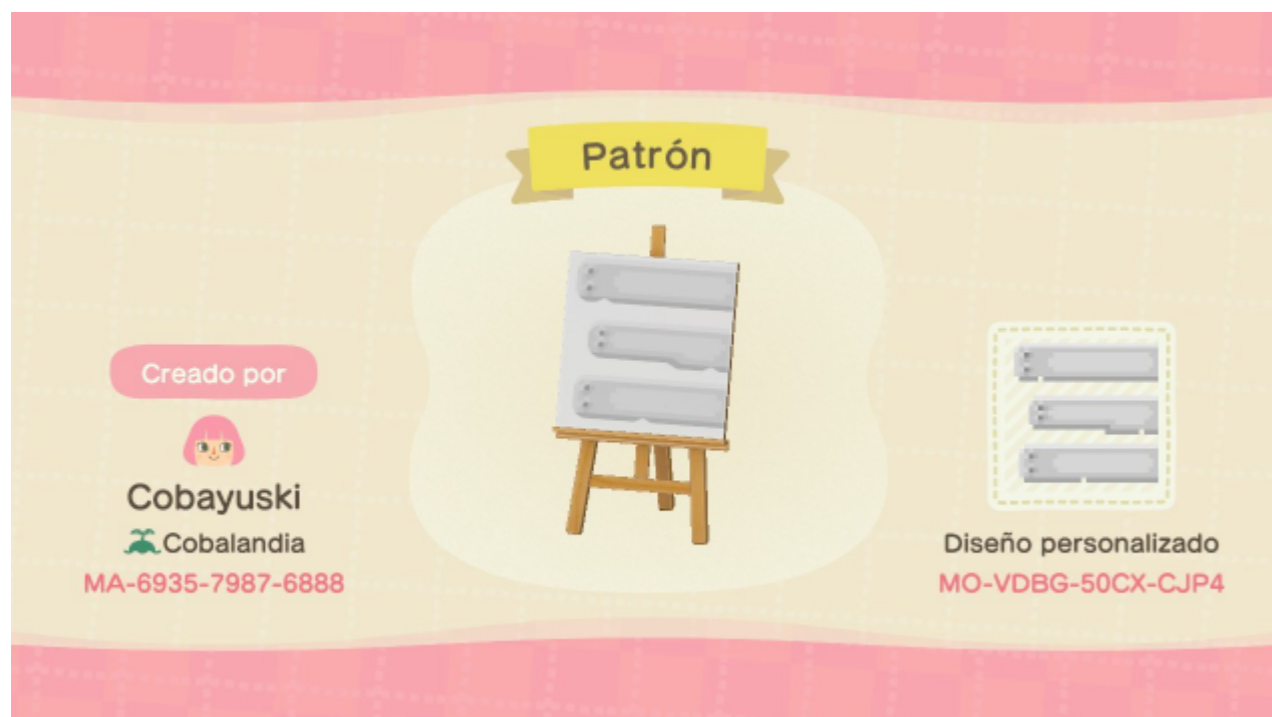 Patrón
Creado por
Cobayuski
Cobalandia
MA-6935-7987-6888
Diseño personalizado
MO-VDBG-50CX-CJP4